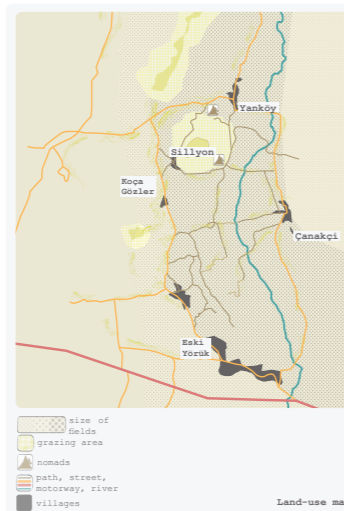 Yanköy
Sillyon
Koça
Gözler
Çanakçi
Eski
Yörük
size of
fields
grazing area
nomads
path, street,
motorway, river
villages
Land-use ma